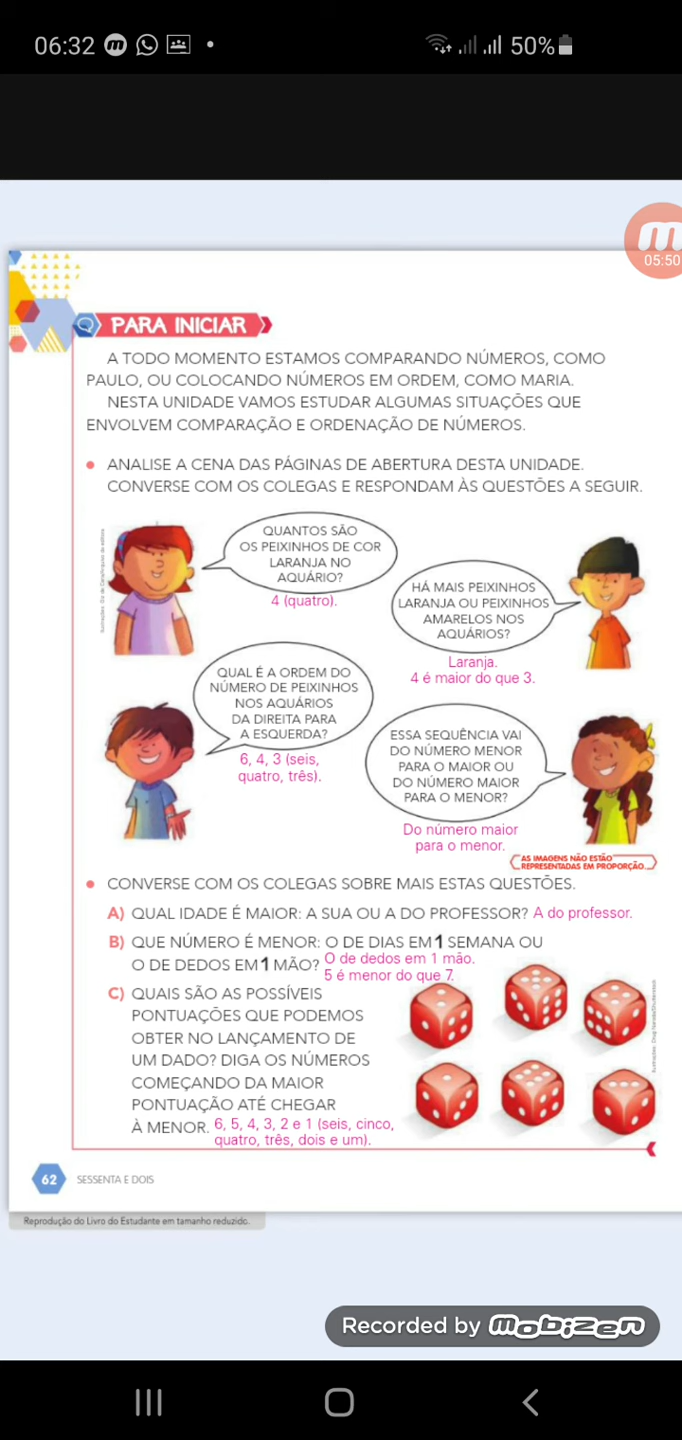 06:32
50%
05:50
PARA INICIAR
A TODO MOMENTO ESTAMOS COMPARANDO NÚMEROS, COMO
PAULO, OU COLOCANDO NÚMEROS EM ORDEM, COMO MARIA.
NESTA UNIDADE VAMOS ESTUDAR ALGUMAS SITUAÇÕES QUE
ENVOLVEM COMPARAÇÃO E ORDENAÇÃO DE NÚMEROS.
• ANALISE A CENA DAS PÁGINAS DE ABERTURA DESTA UNIDADE.
CONVERSE COM OS COLEGAS E RESPONDAM ÀS QUESTÕES A SEGUIR.
QUANTOS SÃO
OS PEIXINHOS DE COR
LARANJA NO
AQUÁRIO?
4 (quatro).
HÁ MAIS PEIXINHOS
LARANJA OU PEIXINHOS
AMARELOS NOS
AQUÁRIOS?
Laranja.
4 é maior do que 3.
QUAL É A ORDEM DO
NÚMERO DE PEIXINHOS
NOS AQUÁRIOS
DA DIREITA PARA
A ESQUERDA?
6, 4, 3 (seis,
quatro, três).
ESSA SEQUÊNCIA VAI
DO NÚMERO MENOR
PARA O MAIOR OU
DO NÚMERO MAIOR
PARA O MENOR?
Do número maior
para o menor.
AS IMAGENS NÃO ESTÃO
REPRESENTADAS EM PROPORÇÃO.
• CONVERSE COM OS COLEGAS SOBRE MAIS ESTAS QUESTÕES.
A) QUAL IDADE É MAIOR: A SUA OU A DO PROFESSOR? A do professor.
B) QUE NÚMERO É MENOR: O DE DIAS EM 1 SEMANA OU
O DE DEDOS EM 1 MÃO? O de dedos em 1 mão.
5 é menor do que 7.
C) QUAIS SÃO AS POSSÍVEIS
PONTUAÇÕES QUE PODEMOS
OBTER NO LANÇAMENTO DE
UM DADO? DIGA OS NÚMEROS
COMEÇANDO DA MAIOR
PONTUAÇÃO ATÉ CHEGAR
À MENOR. 6, 5, 4, 3, 2 e 1 (seis, cinco,
quatro, três, dois e um).
62 SESSENTA E DOIS
Reprodução do Livro do Estudante em tamanho reduzido.
Recorded by mobizen